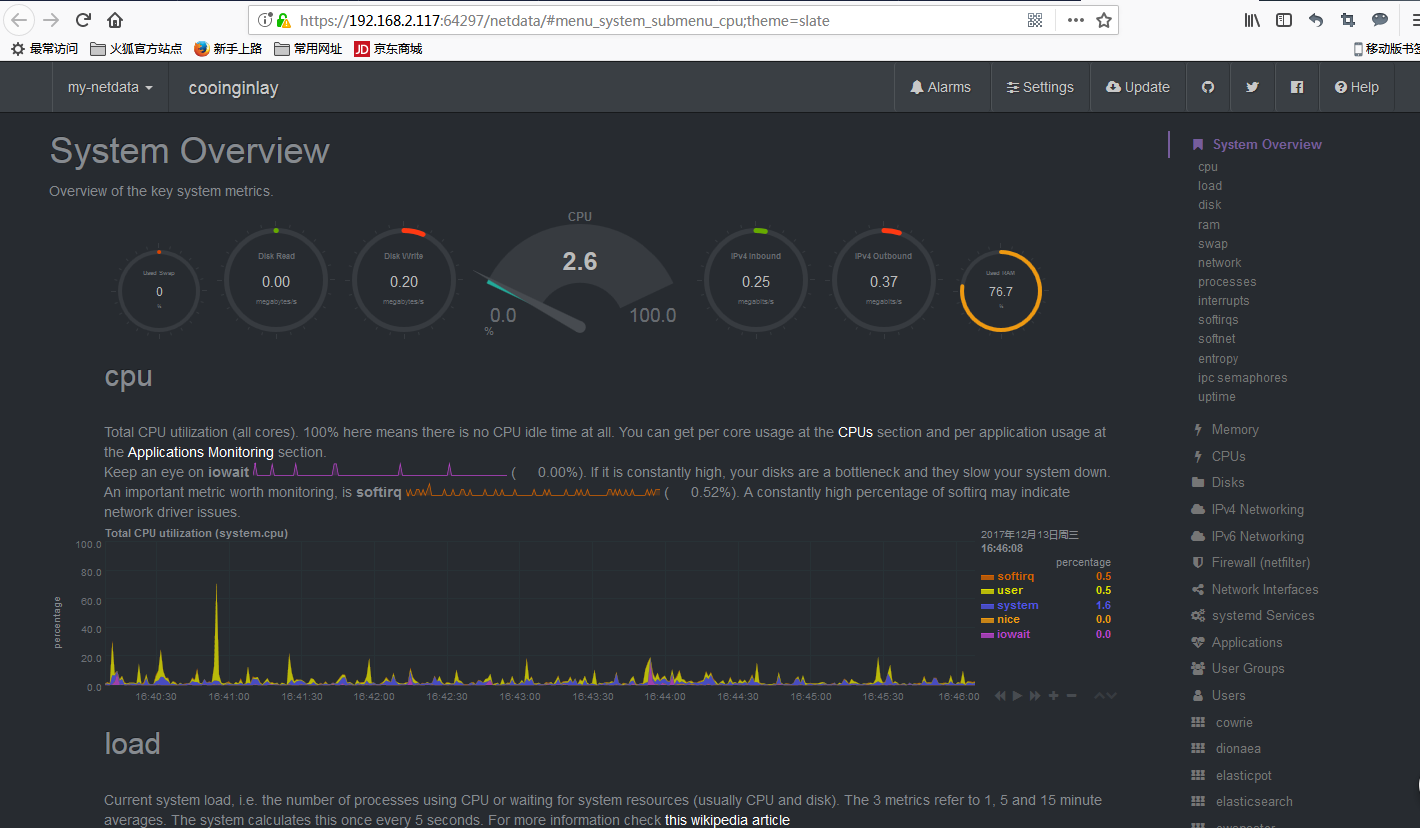 https://192.168.2.117:64297/netdata/#menu_system_submenu_cpu;theme=slate
最常访问 火狐官方站点 新手上路 常用网址 JD 京东商城 移动版书签
my-netdata cooinginlay Alarms Settings Update Help
System Overview
Overview of the key system metrics.
CPU
Used Swap
0
%
Disk Read
0.00
megabytes/s
Disk Write
0.20
megabytes/s
2.6
0.0 100.0
%
IPv4 Inbound
0.25
megabits/s
IPv4 Outbound
0.37
megabits/s
Used RAM
76.7
%
cpu
Total CPU utilization (all cores). 100% here means there is no CPU idle time at all. You can get per core usage at the CPUs section and per application usage at
the Applications Monitoring section.
Keep an eye on iowait ( 0.00%). If it is constantly high, your disks are a bottleneck and they slow your system down.
An important metric worth monitoring, is softirq ( 0.52%). A constantly high percentage of softirq may indicate
network driver issues.
Total CPU utilization (system.cpu)
percentage
100.0
80.0
60.0
40.0
20.0
0.0
16:40:30 16:41:00 16:41:30 16:42:00 16:42:30 16:43:00 16:43:30 16:44:00 16:44:30 16:45:00 16:45:30 16:46:00
2017年12月13日周三
16:46:08
percentage
softirq 0.5
user 0.5
system 1.6
nice 0.0
iowait 0.0
load
Current system load, i.e. the number of processes using CPU or waiting for system resources (usually CPU and disk). The 3 metrics refer to 1, 5 and 15 minute
averages. The system calculates this once every 5 seconds. For more information check this wikipedia article
System Overview
cpu
load
disk
ram
swap
network
processes
interrupts
softirqs
softnet
entropy
ipc semaphores
uptime
Memory
CPUs
Disks
IPv4 Networking
IPv6 Networking
Firewall (netfilter)
Network Interfaces
systemd Services
Applications
User Groups
Users
cowrie
dionaea
elasticpot
elasticsearch